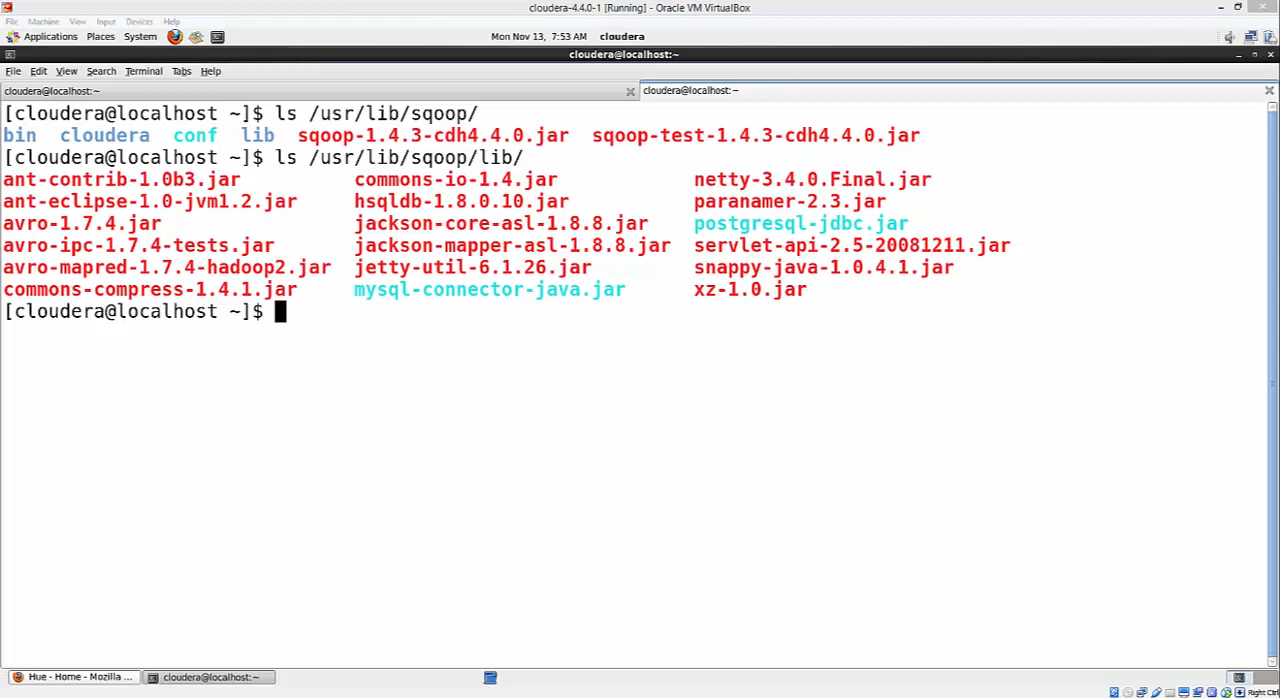 cloudera-4.4.0-1 [Running] - Oracle VM VirtualBox
File Machine View Input Devices Help
Applications Places System Mon Nov 13, 7:53 AM cloudera
cloudera@localhost:~
File Edit View Search Terminal Tabs Help
cloudera@localhost:~ cloudera@localhost:~
[cloudera@localhost ~]$ ls /usr/lib/sqoop/
bin cloudera conf lib sqoop-1.4.3-cdh4.4.0.jar sqoop-test-1.4.3-cdh4.4.0.jar
[cloudera@localhost ~]$ ls /usr/lib/sqoop/lib/
ant-contrib-1.0b3.jar commons-io-1.4.jar netty-3.4.0.Final.jar
ant-eclipse-1.0-jvm1.2.jar hsqldb-1.8.0.10.jar paranamer-2.3.jar
avro-1.7.4.jar jackson-core-asl-1.8.8.jar postgresql-jdbc.jar
avro-ipc-1.7.4-tests.jar jackson-mapper-asl-1.8.8.jar servlet-api-2.5-20081211.jar
avro-mapred-1.7.4-hadoop2.jar jetty-util-6.1.26.jar snappy-java-1.0.4.1.jar
commons-compress-1.4.1.jar mysql-connector-java.jar xz-1.0.jar
[cloudera@localhost ~]$
Hue - Home - Mozilla ... cloudera@localhost:~
Right Ctrl